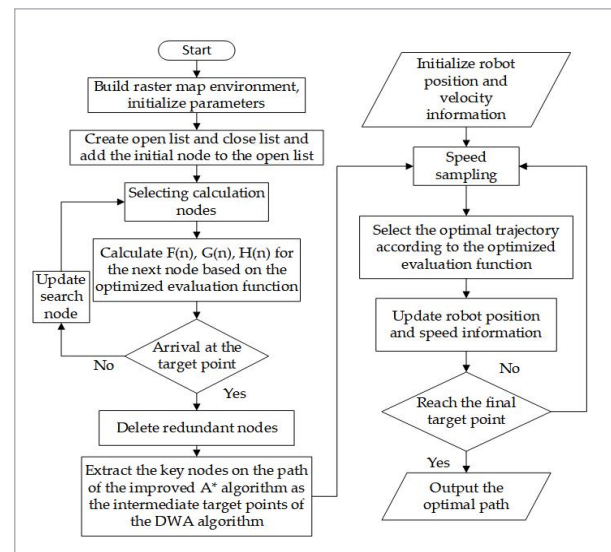 Start
Build raster map environment,
initialize parameters
Create open list and close list and
add the initial node to the open list
Selecting calculation
nodes
Calculate F(n), G(n), H(n) for
the next node based on the
optimized evaluation function
Update
search
node
Arrival at the
target point
No
Yes
Delete redundant nodes
Extract the key nodes on the path
of the improved A* algorithm as
the intermediate target points of
the DWA algorithm
Initialize robot
position and
velocity
information
Speed
sampling
Select the optimal trajectory
according to the optimized
evaluation function
Update robot position
and speed information
No
Reach the final
target point
Yes
Output the
optimal path